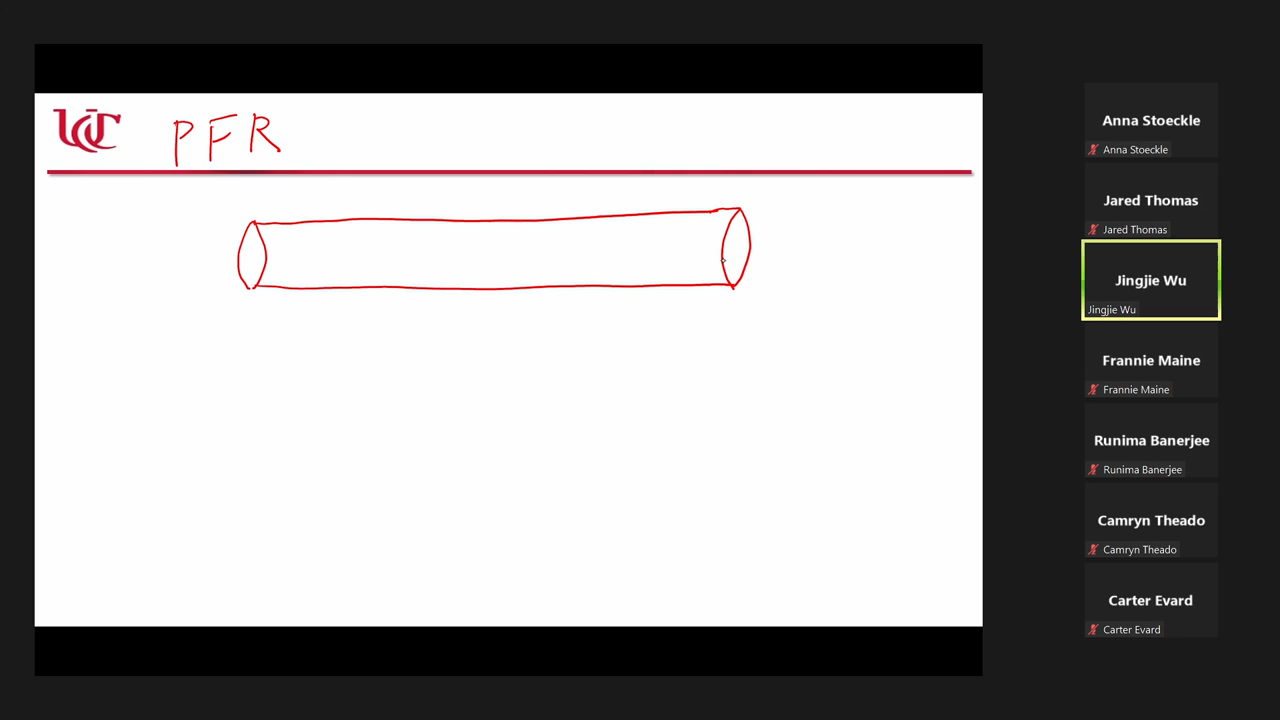 UC PFR
Anna Stoeckle
Anna Stoeckle
Jared Thomas
Jared Thomas
Jingjie Wu
Jingjie Wu
Frannie Maine
Frannie Maine
Runima Banerjee
Runima Banerjee
Camryn Theado
Camryn Theado
Carter Evard
Carter Evard